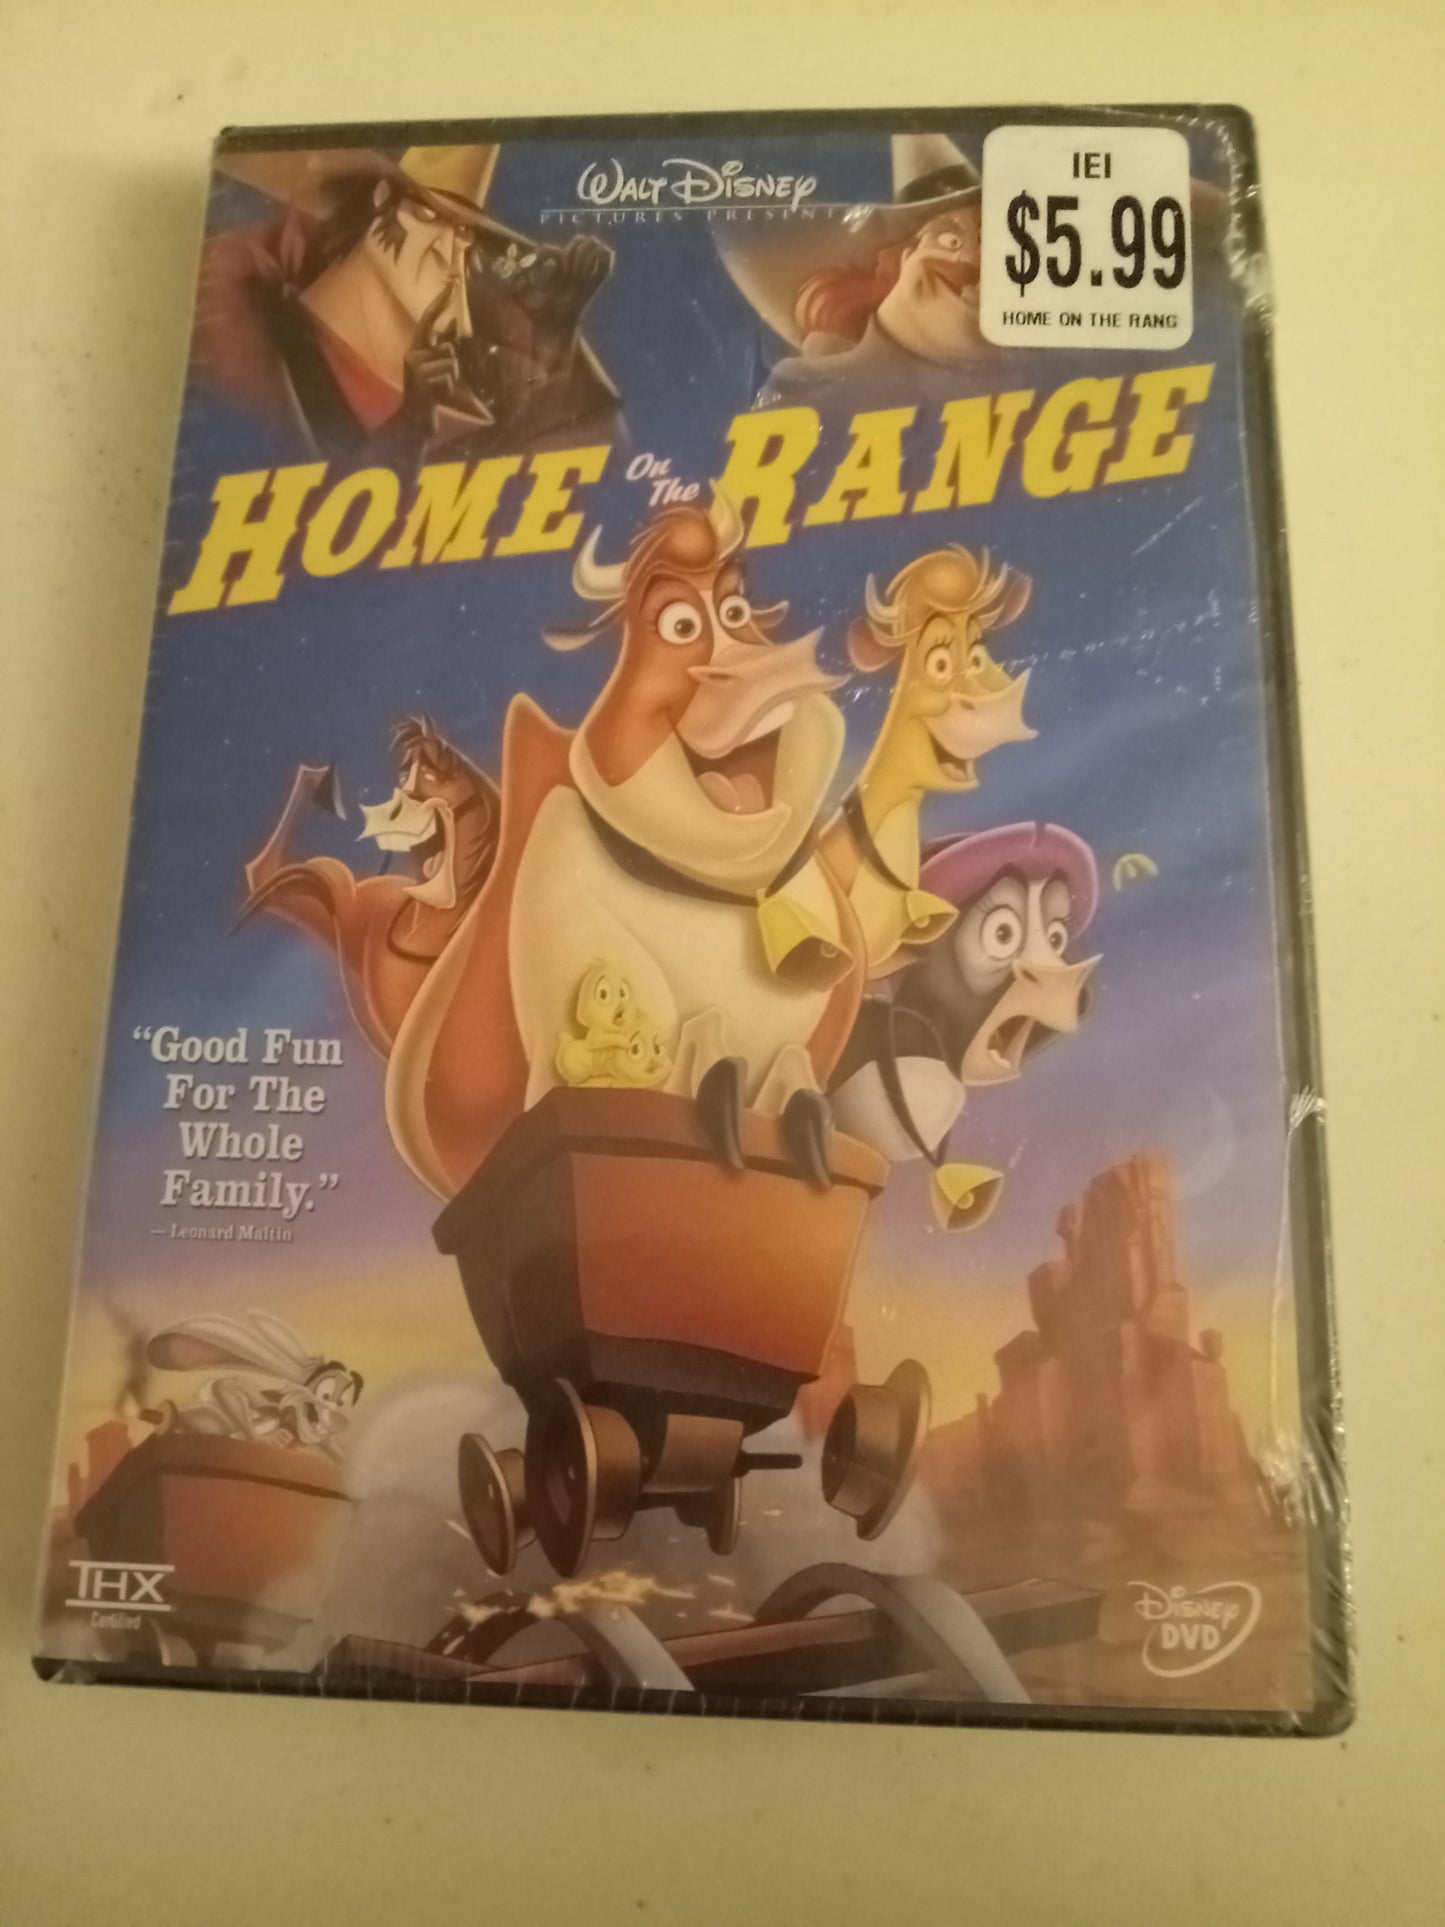 WALT DISNEY
PICTURES PRESENTS
IEI
$5.99
HOME ON THE RANG
HOME On The RANGE
“Good Fun
For The
Whole
Family.”
— Leonard Maltin
THX
Certified
DISNEY
DVD